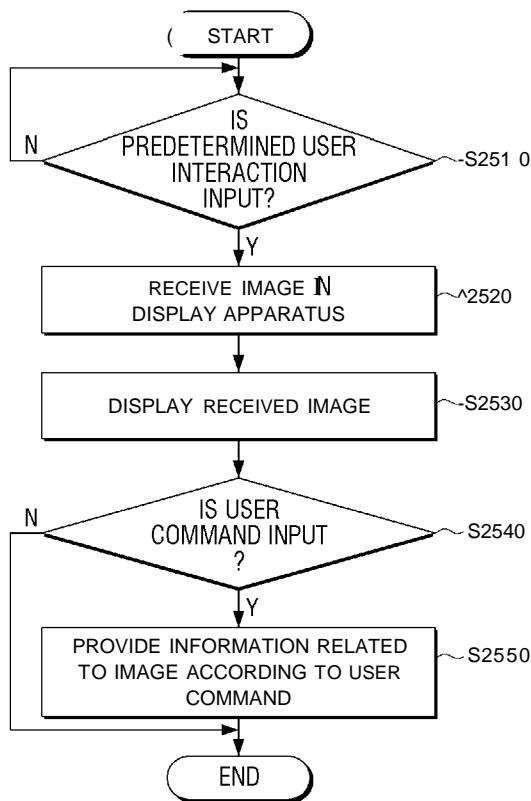 ( START
IS
PREDETERMINED USER
INTERACTION
INPUT?
N
-S251 0
Y
RECEIVE IMAGE IN
DISPLAY APPARATUS
^2520
DISPLAY RECEIVED IMAGE
-S2530
IS USER
COMMAND INPUT
?
N
S2540
Y
PROVIDE INFORMATION RELATED
TO IMAGE ACCORDING TO USER
COMMAND
S2550
END